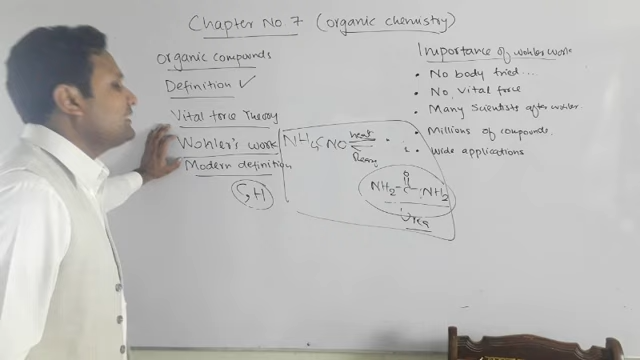 Chapter No 7 (organic chemistry)
organic compounds
Definition ✓
Vital force Theory
Wohler's work
Modern definition
C, H
NH4CNO heat
NH2-C-NH2
O
Urea
Importance of wohler work
• No body tried...
• No, Vital force
• Many Scientists after wohler
• Millions of compounds.
• Wide applications